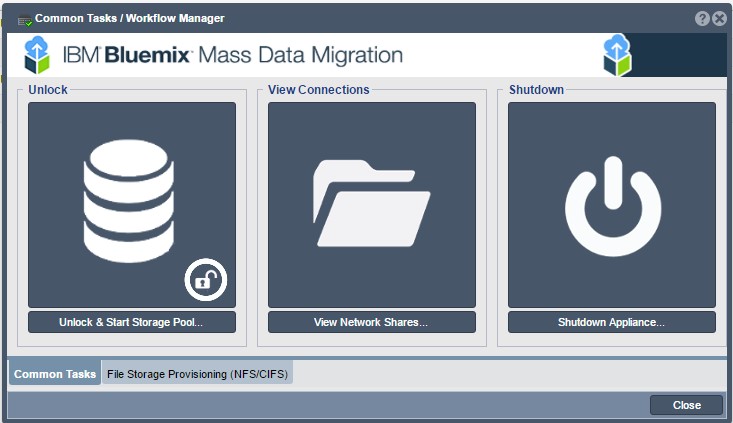 Common Tasks / Workflow Manager
IBM® Bluemix™ Mass Data Migration
Unlock
View Connections
Shutdown
Unlock & Start Storage Pool...
View Network Shares...
Shutdown Appliance...
Common Tasks
File Storage Provisioning (NFS/CIFS)
Close